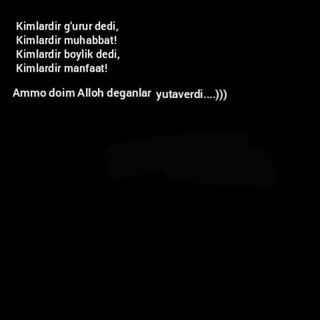 Kimlardir g'urur dedi,
Kimlardir muhabbat!
Kimlardir boylik dedi,
Kimlardir manfaat!
Ammo doim Alloh deganlar yutaverdi....)))